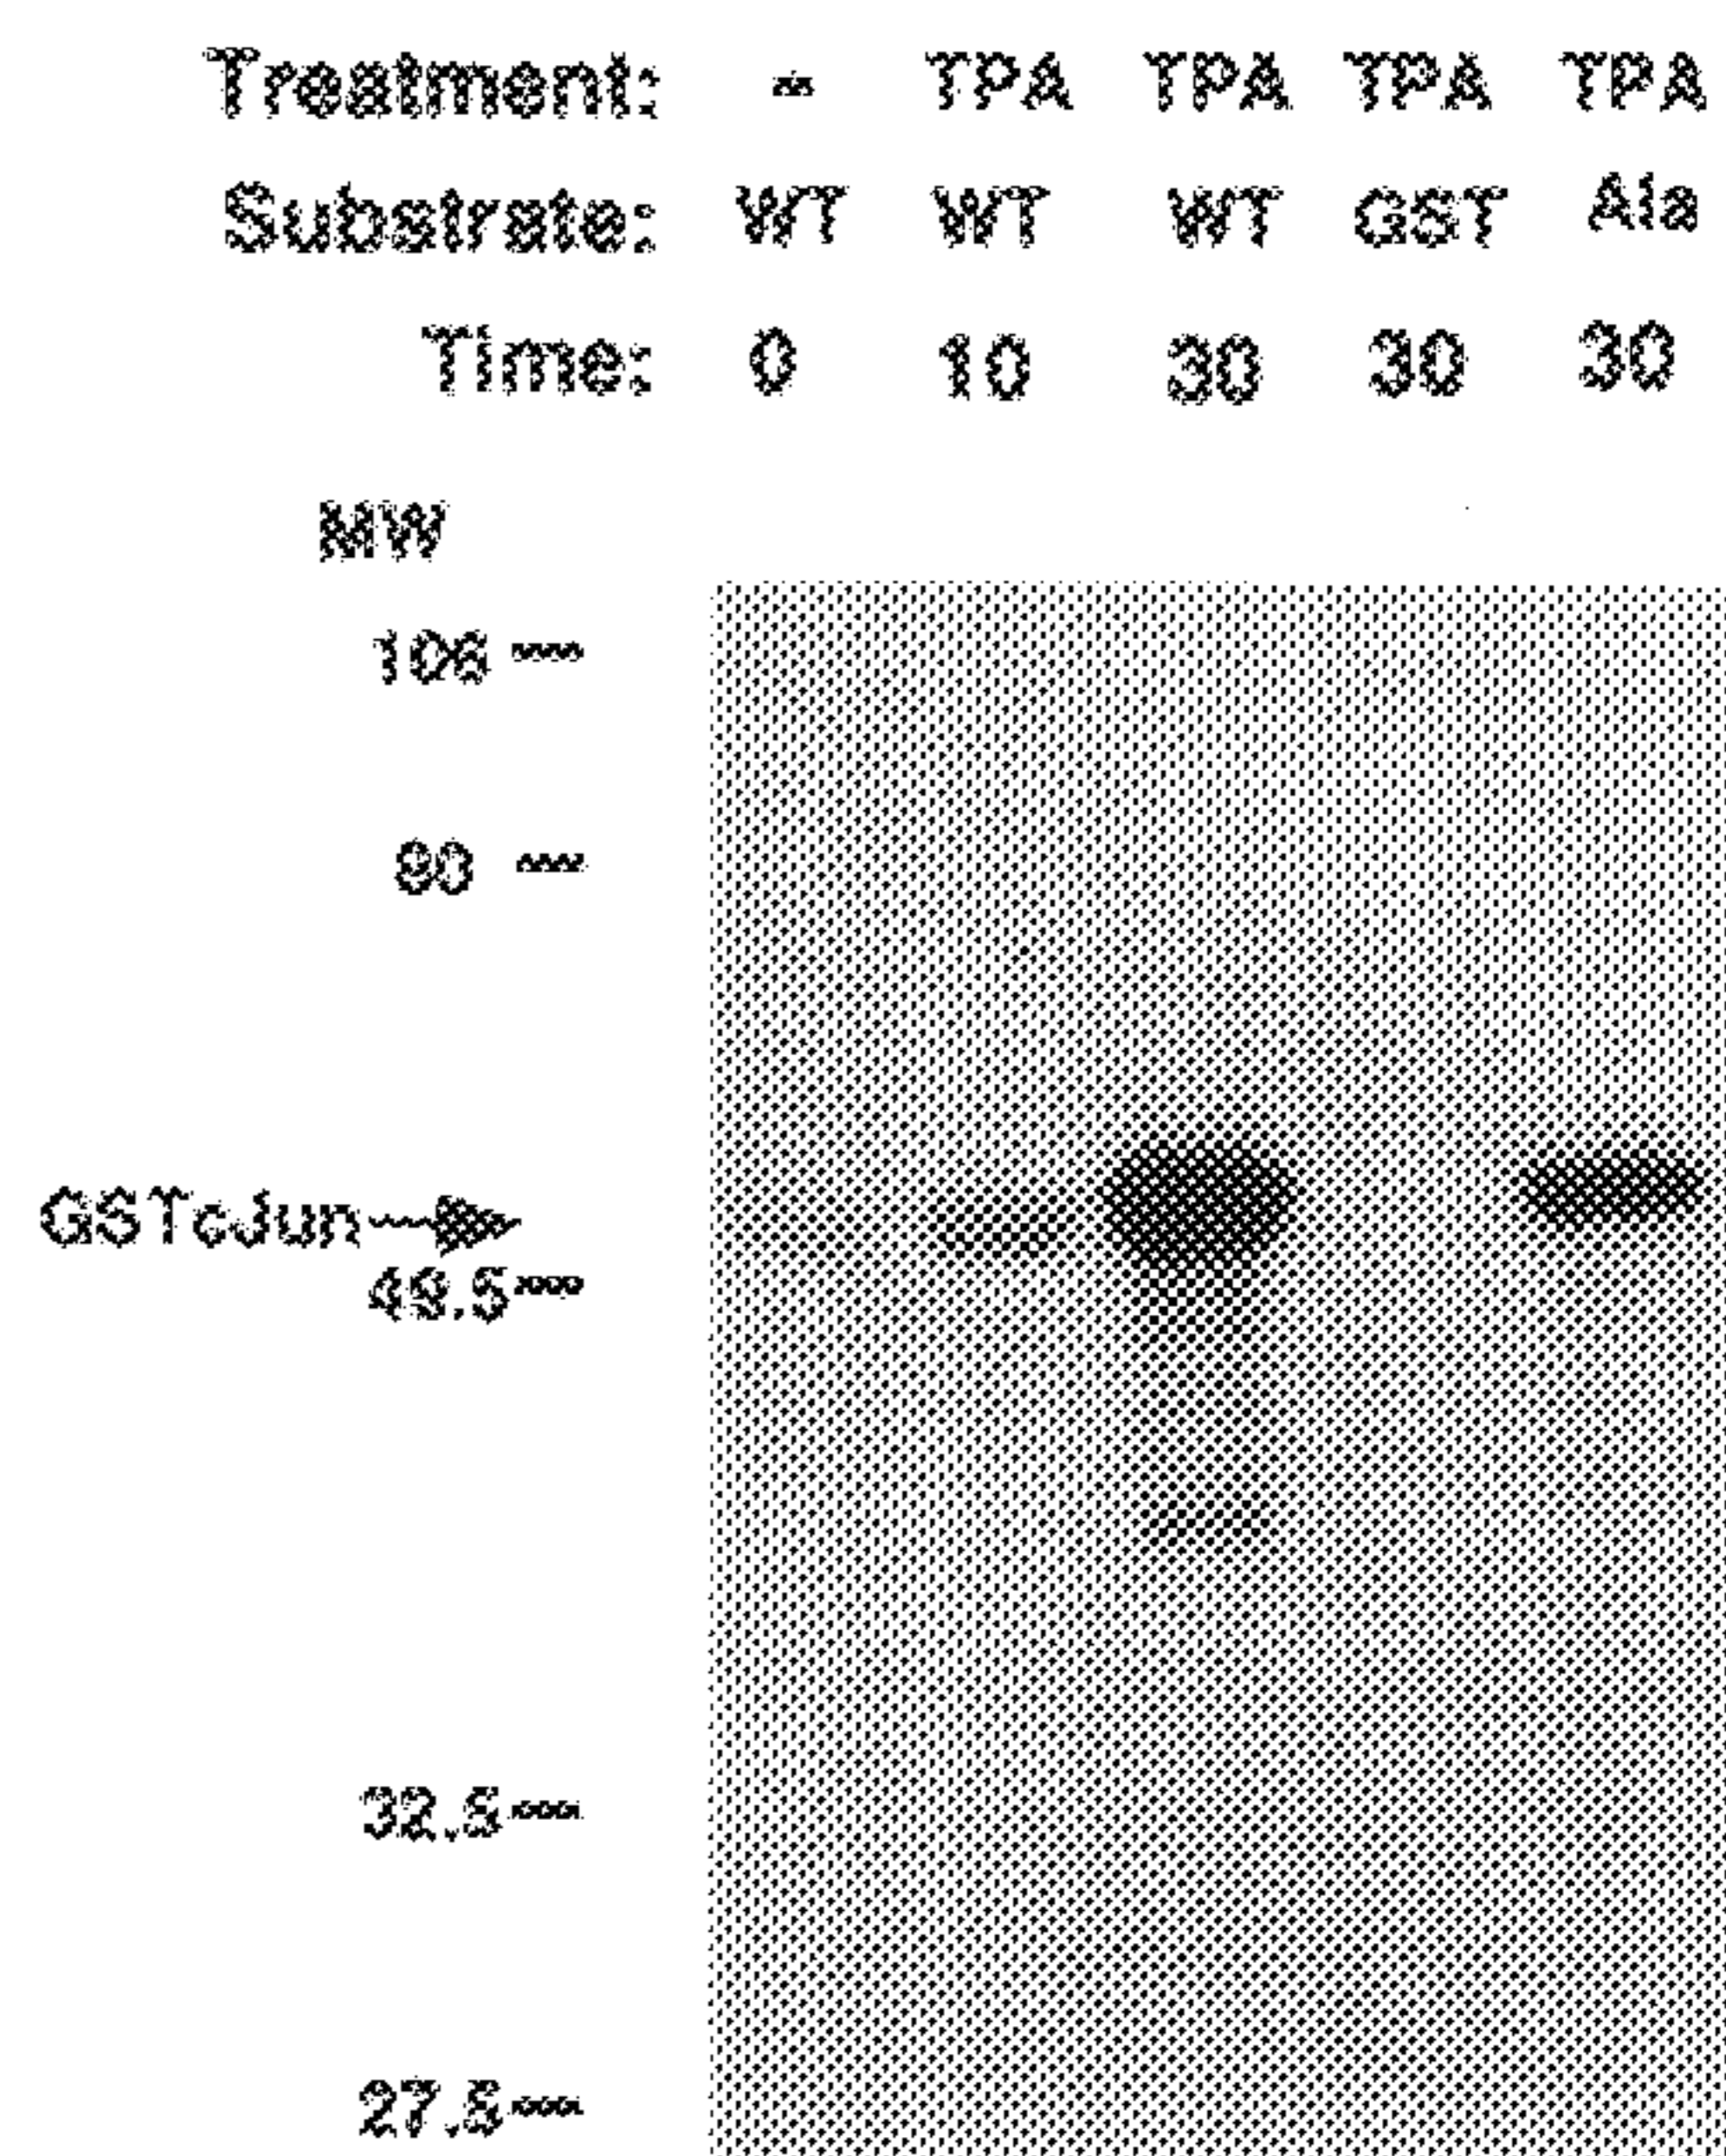 Treatment: - TPA TPA TPA TPA
Substrate: WT WT WT GST Ala
Time: 0 10 30 30 30
MW
106
80
GSTcJun
49.5
32.5
27.5